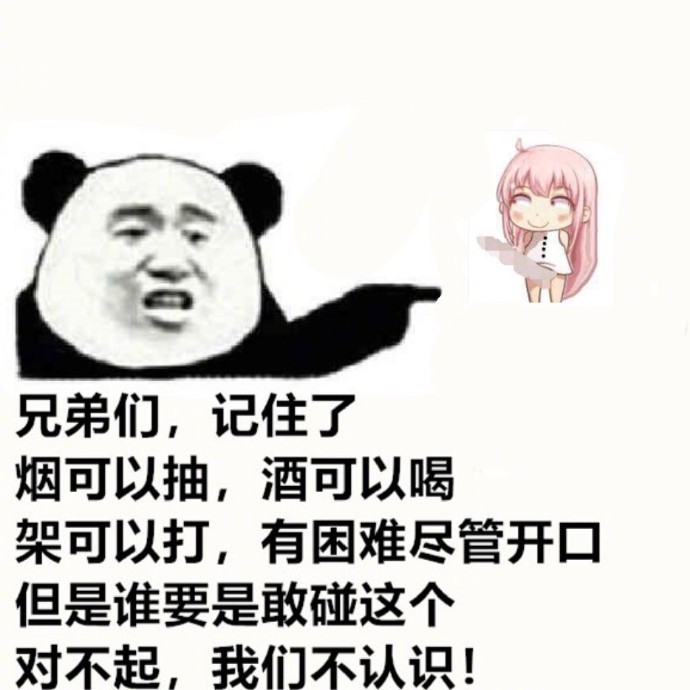 兄弟们，记住了
烟可以抽，酒可以喝
架可以打，有困难尽管开口
但是谁要是敢碰这个
对不起，我们不认识！